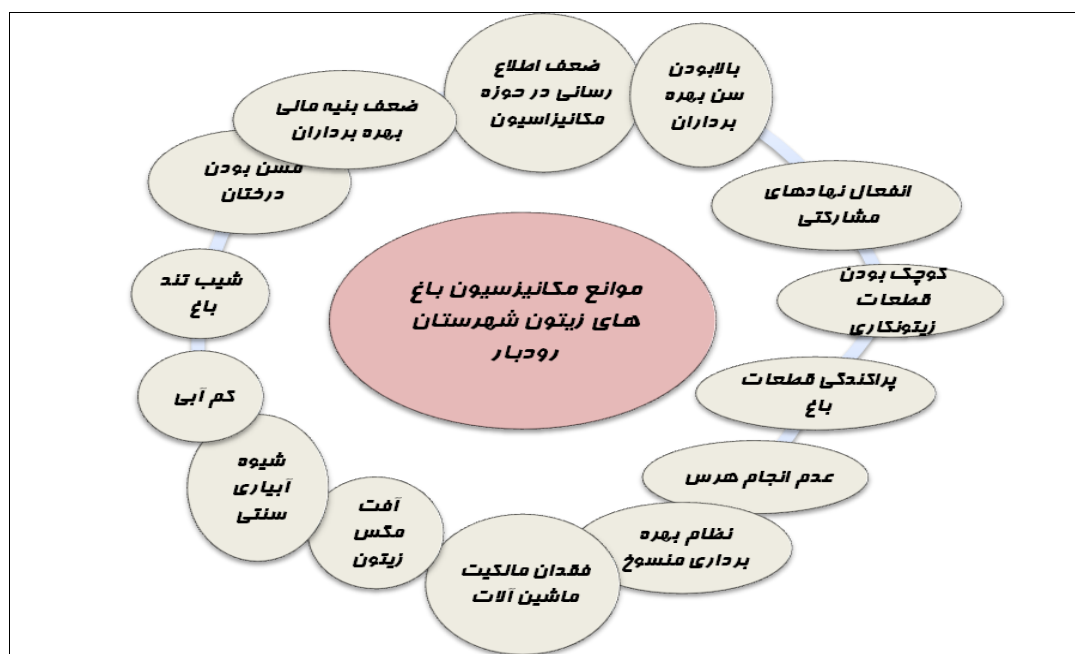 ضعف اطلاع
رسانی در حوزه
مکانیزاسیون
بالابودن
سن بهره
برداران
انفعال نهادهای
مشارکتی
کوچک بودن
قطعات
زیتونکاری
پراکندگی قطعات
باغ
عدم انجام هرس
نظام بهره
برداری منسوخ
فقدان مالکیت
ماشین آلات
آفت
مگس
زیتون
شیوه
آبیاری
سنتی
کم آبی
شیب تند
باغ
مسن بودن
درختان
ضعف بنیه مالی
بهره برداران
موانع مکانیزسیون باغ
های زیتون شهرستان
رودبار